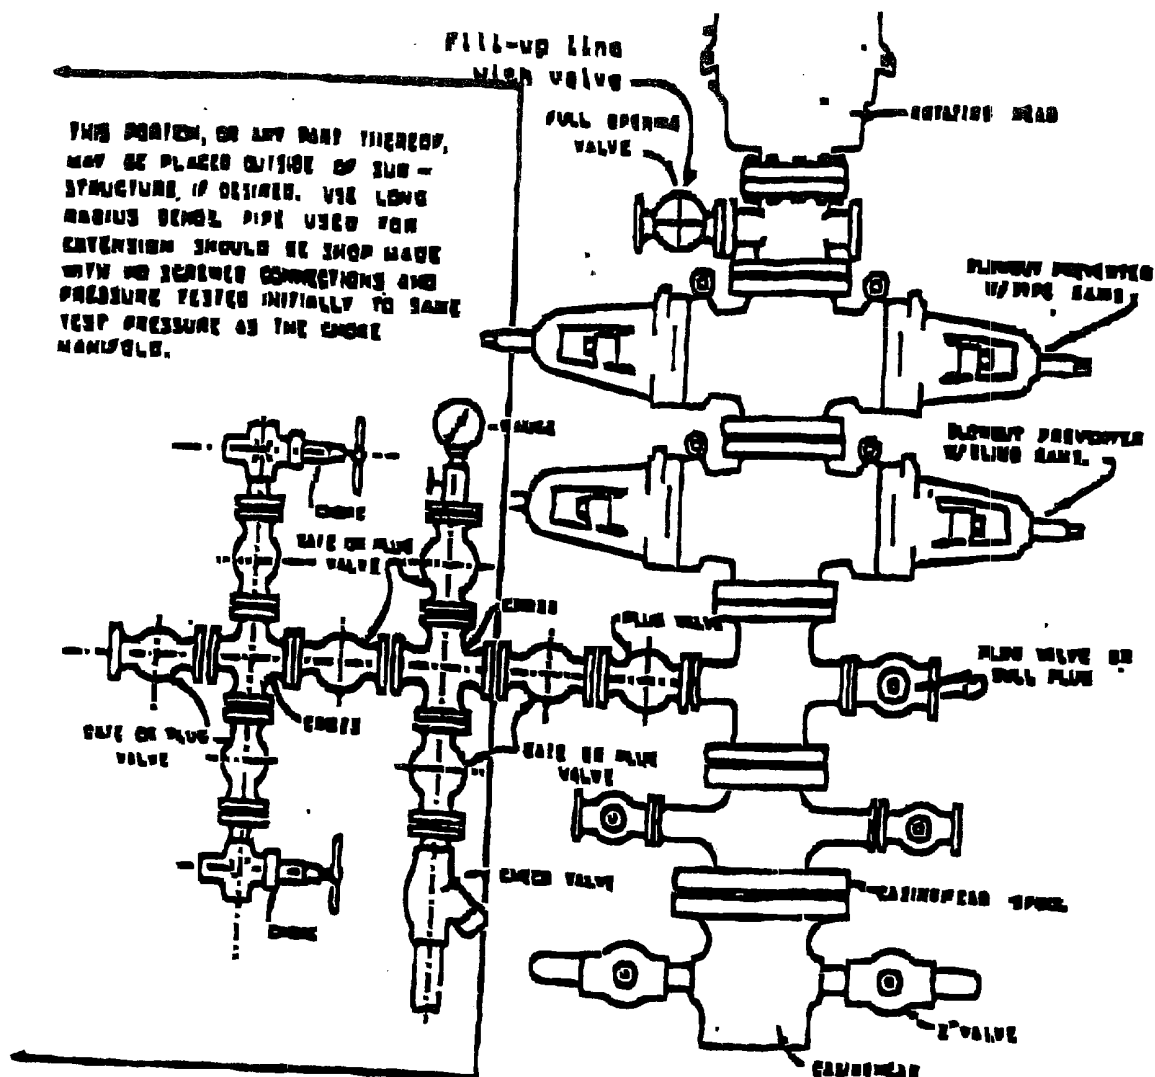 Fill-up line
with valve
FULL OPENING
VALVE
ROTATING HEAD
THIS PORTION, OR ANY PART THEREOF,
MAY BE PLACED OUTSIDE OF SUB-
STRUCTURE, IF DESIRED. USE LONG
RADIUS BENDS. PIPE USED FOR
EXTENSION SHOULD BE SHOP MADE
WITH NO SCREWED CONNECTIONS AND
PRESSURE TESTED INITIALLY TO SAME
TEST PRESSURE AS THE CHOKE
MANIFOLD.
BLOWOUT PREVENTER
W/PIPE RAMS
BLOWOUT PREVENTER
W/BLIND RAMS.
GAUGE
CHOKE
GATE OR PLUG
VALVE
CROSS
PLUG VALVE
PLUG VALVE OR
BULL PLUG
GATE OR PLUG
VALVE
CROSS
GATE OR PLUG
VALVE
CHECK VALVE
CASINGHEAD SPOOL
CHOKE
2" VALVE
CASINGHEAD